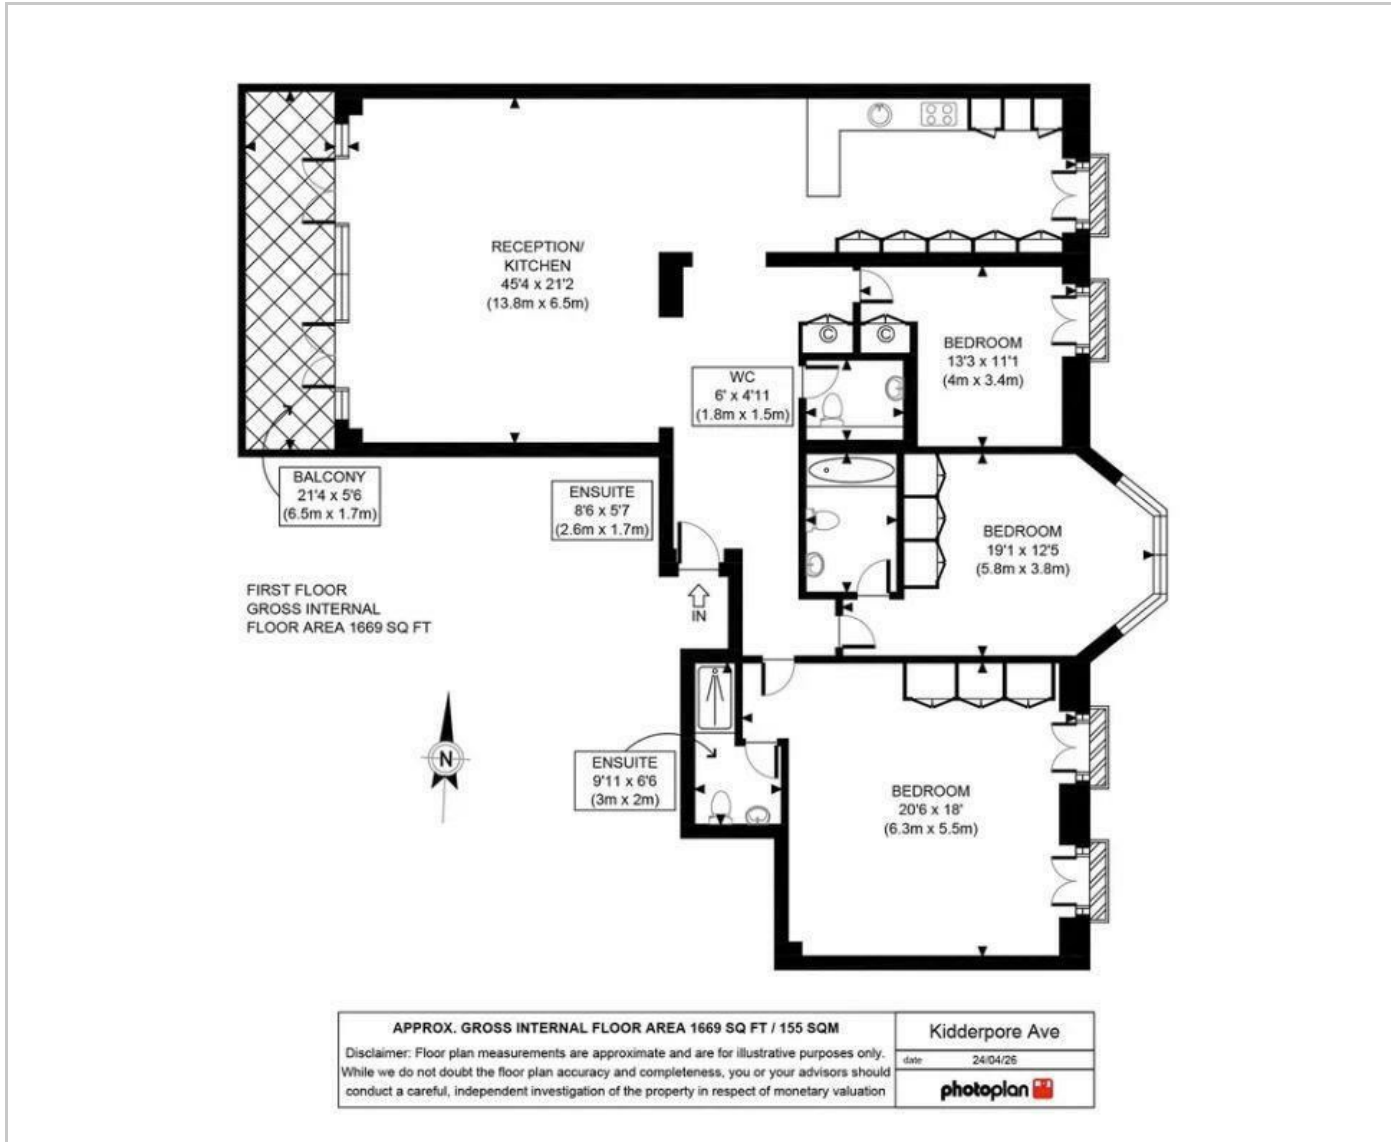 RECEPTION/
KITCHEN
45'4 x 21'2
(13.8m x 6.5m)
BEDROOM
13'3 x 11'1
(4m x 3.4m)
C
C
WC
6' x 4'11
(1.8m x 1.5m)
BALCONY
21'4 x 5'6
(6.5m x 1.7m)
ENSUITE
8'6 x 5'7
(2.6m x 1.7m)
BEDROOM
19'1 x 12'5
(5.8m x 3.8m)
FIRST FLOOR
GROSS INTERNAL
FLOOR AREA 1669 SQ FT
IN
N
ENSUITE
9'11 x 6'6
(3m x 2m)
BEDROOM
20'6 x 18'
(6.3m x 5.5m)
APPROX. GROSS INTERNAL FLOOR AREA 1669 SQ FT / 155 SQM
Disclaimer: Floor plan measurements are approximate and are for illustrative purposes only.
While we do not doubt the floor plan accuracy and completeness, you or your advisors should
conduct a careful, independent investigation of the property in respect of monetary valuation
Kidderpore Ave
date 24/04/26
photoplan